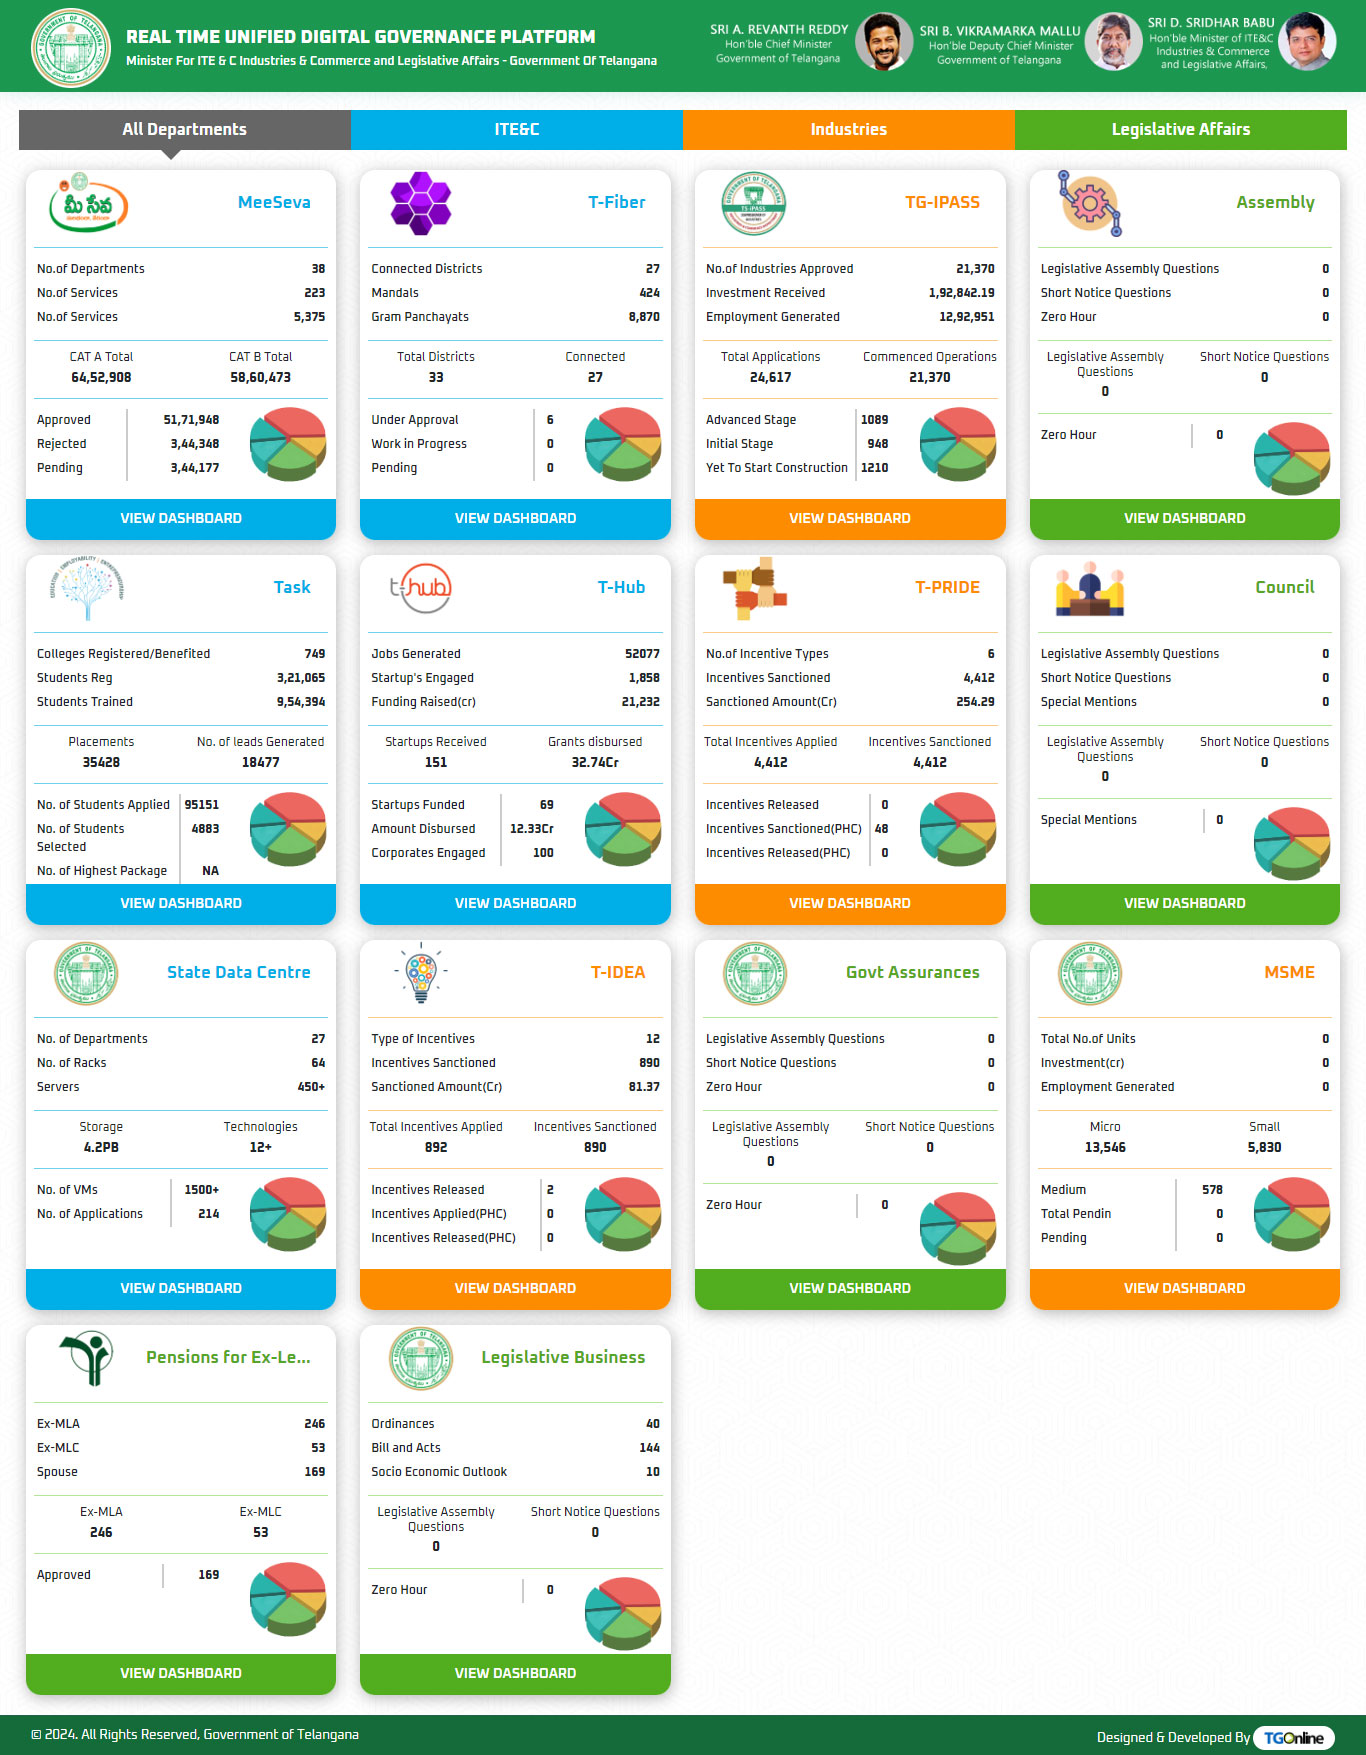 REAL TIME UNIFIED DIGITAL GOVERNANCE PLATFORM
Minister For ITE & C Industries & Commerce and Legislative Affairs - Government Of Telangana
SRI A. REVANTH REDDY
Hon'ble Chief Minister
Government of Telangana
SRI B. VIKRAMARKA MALLU
Hon'ble Deputy Chief Minister
Government of Telangana
SRI D. SRIDHAR BABU
Hon'ble Minister of ITE&C
Industries & Commerce
and Legislative Affairs,
All Departments
ITE&C
Industries
Legislative Affairs
మీ సేవ
MeeSeva
No.of Departments 38
No.of Services 223
No.of Services 5,375
CAT A Total CAT B Total
64,52,908 58,60,473
Approved 51,71,948
Rejected 3,44,348
Pending 3,44,177
VIEW DASHBOARD
T-Fiber
Connected Districts 27
Mandals 424
Gram Panchayats 8,870
Total Districts Connected
33 27
Under Approval 6
Work in Progress 0
Pending 0
VIEW DASHBOARD
TS-iPASS
TG-IPASS
No.of Industries Approved 21,370
Investment Received 1,92,842.19
Employment Generated 12,92,951
Total Applications Commenced Operations
24,617 21,370
Advanced Stage 1089
Initial Stage 948
Yet To Start Construction 1210
VIEW DASHBOARD
Assembly
Legislative Assembly Questions 0
Short Notice Questions 0
Zero Hour 0
Legislative Assembly Short Notice Questions
Questions 0
0
Zero Hour 0
VIEW DASHBOARD
Task
Colleges Registered/Benefited 749
Students Reg 3,21,065
Students Trained 9,54,394
Placements No. of leads Generated
35428 18477
No. of Students Applied 95151
No. of Students 4883
Selected
No. of Highest Package NA
VIEW DASHBOARD
t-hub
T-Hub
Jobs Generated 52077
Startup's Engaged 1,858
Funding Raised(cr) 21,232
Startups Received Grants disbursed
151 32.74Cr
Startups Funded 69
Amount Disbursed 12.33Cr
Corporates Engaged 100
VIEW DASHBOARD
T-PRIDE
No.of Incentive Types 6
Incentives Sanctioned 4,412
Sanctioned Amount(Cr) 254.29
Total Incentives Applied Incentives Sanctioned
4,412 4,412
Incentives Released 0
Incentives Sanctioned(PHC) 48
Incentives Released(PHC) 0
VIEW DASHBOARD
Council
Legislative Assembly Questions 0
Short Notice Questions 0
Special Mentions 0
Legislative Assembly Short Notice Questions
Questions 0
0
Special Mentions 0
VIEW DASHBOARD
State Data Centre
No. of Departments 27
No. of Racks 64
Servers 450+
Storage Technologies
4.2PB 12+
No. of VMs 1500+
No. of Applications 214
VIEW DASHBOARD
T-IDEA
Type of Incentives 12
Incentives Sanctioned 890
Sanctioned Amount(Cr) 81.37
Total Incentives Applied Incentives Sanctioned
892 890
Incentives Released 2
Incentives Applied(PHC) 0
Incentives Released(PHC) 0
VIEW DASHBOARD
Govt Assurances
Legislative Assembly Questions 0
Short Notice Questions 0
Zero Hour 0
Legislative Assembly Short Notice Questions
Questions 0
0
Zero Hour 0
VIEW DASHBOARD
MSME
Total No.of Units 0
Investment(cr) 0
Employment Generated 0
Micro Small
13,546 5,830
Medium 578
Total Pendin 0
Pending 0
VIEW DASHBOARD
Pensions for Ex-Le...
Ex-MLA 246
Ex-MLC 53
Spouse 169
Ex-MLA Ex-MLC
246 53
Approved 169
VIEW DASHBOARD
Legislative Business
Ordinances 40
Bill and Acts 144
Socio Economic Outlook 10
Legislative Assembly Short Notice Questions
Questions 0
0
Zero Hour 0
VIEW DASHBOARD
© 2024. All Rights Reserved, Government of Telangana
Designed & Developed By TGOnline